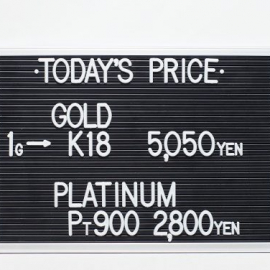 ·TODAY'S PRICE·
GOLD
1G→ K18 5,050YEN
PLATINUM
PT900 2,800YEN